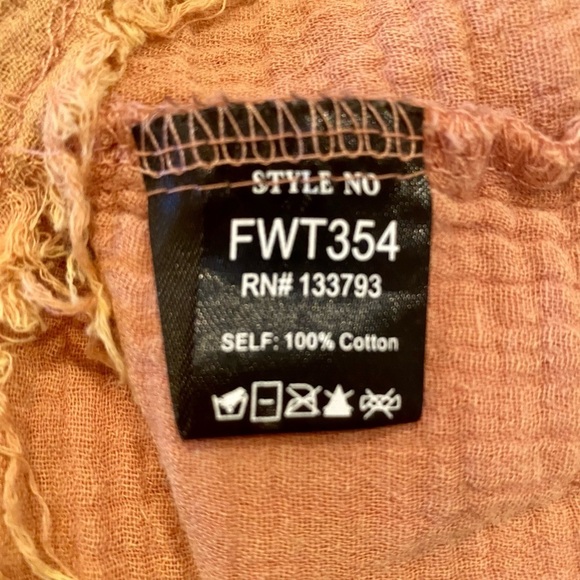 STYLE NO
FWT354
RN# 133793
SELF: 100% Cotton